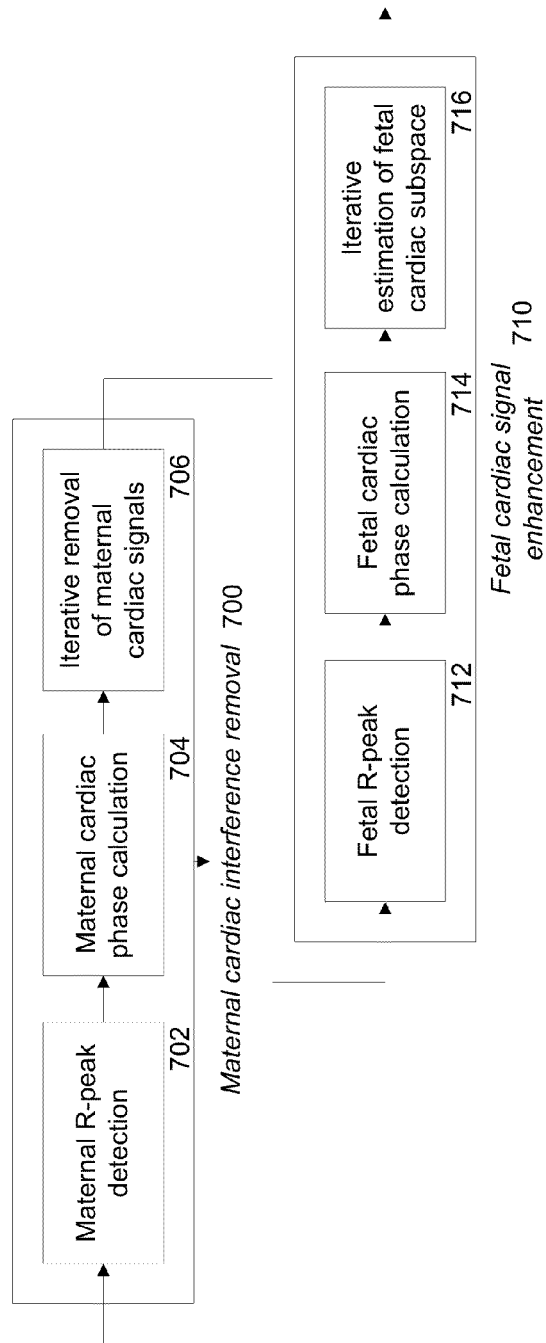 Maternal R-peak
detection
702
Maternal cardiac
phase calculation
704
Iterative removal
of maternal
cardiac signals
706
Maternal cardiac interference removal 700
Fetal R-peak
detection
712
Fetal cardiac
phase calculation
714
Iterative
estimation of fetal
cardiac subspace
716
Fetal cardiac signal 710
enhancement